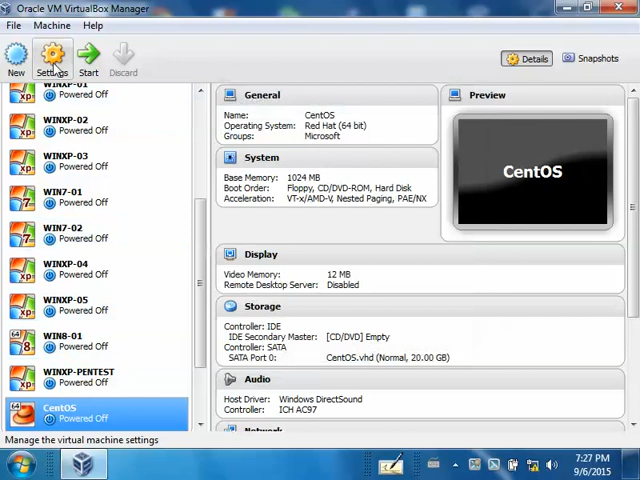 Oracle VM VirtualBox Manager
File Machine Help
New Settings Start Discard
Details Snapshots
WINXP-01
Powered Off
WINXP-02
Powered Off
WINXP-03
Powered Off
WIN7-01
Powered Off
WIN7-02
Powered Off
WINXP-04
Powered Off
WINXP-05
Powered Off
WIN8-01
Powered Off
WINXP-PENTEST
Powered Off
CentOS
Powered Off
General
Name: CentOS
Operating System: Red Hat (64 bit)
Groups: Microsoft
System
Base Memory: 1024 MB
Boot Order: Floppy, CD/DVD-ROM, Hard Disk
Acceleration: VT-x/AMD-V, Nested Paging, PAE/NX
Preview
CentOS
Display
Video Memory: 12 MB
Remote Desktop Server: Disabled
Storage
Controller: IDE
IDE Secondary Master: [CD/DVD] Empty
Controller: SATA
SATA Port 0: CentOS.vhd (Normal, 20.00 GB)
Audio
Host Driver: Windows DirectSound
Controller: ICH AC97
Network
Manage the virtual machine settings
7:27 PM
9/6/2015